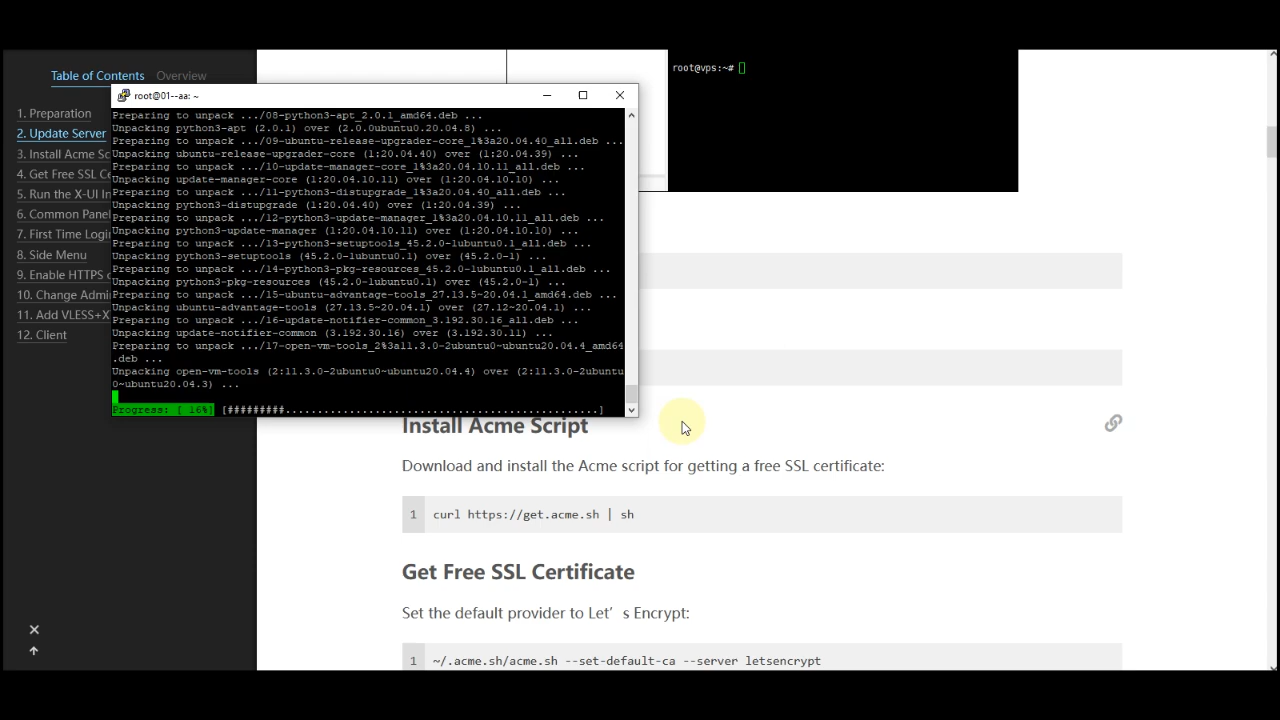 Table of Contents
Overview
1. Preparation
2. Update Server
3. Install Acme Sc
4. Get Free SSL Ce
5. Run the X-UI In
6. Common Panel
7. First Time Logi
8. Side Menu
9. Enable HTTPS o
10. Change Admi
11. Add VLESS+X
12. Client
root@vps:~#
root@01--aa: ~
Preparing to unpack .../08-python3-apt_2.0.1_amd64.deb ...
Unpacking python3-apt (2.0.1) over (2.0.0ubuntu0.20.04.8) ...
Preparing to unpack .../09-ubuntu-release-upgrader-core_1%3a20.04.40_all.deb ...
Unpacking ubuntu-release-upgrader-core (1:20.04.40) over (1:20.04.39) ...
Preparing to unpack .../10-update-manager-core_1%3a20.04.10.11_all.deb ...
Unpacking update-manager-core (1:20.04.10.11) over (1:20.04.10.10) ...
Preparing to unpack .../11-python3-distupgrade_1%3a20.04.40_all.deb ...
Unpacking python3-distupgrade (1:20.04.40) over (1:20.04.39) ...
Preparing to unpack .../12-python3-update-manager_1%3a20.04.10.11_all.deb ...
Unpacking python3-update-manager (1:20.04.10.11) over (1:20.04.10.10) ...
Preparing to unpack .../13-python3-setuptools_45.2.0-1ubuntu0.1_all.deb ...
Unpacking python3-setuptools (45.2.0-1ubuntu0.1) over (45.2.0-1) ...
Preparing to unpack .../14-python3-pkg-resources_45.2.0-1ubuntu0.1_all.deb ...
Unpacking python3-pkg-resources (45.2.0-1ubuntu0.1) over (45.2.0-1) ...
Preparing to unpack .../15-ubuntu-advantage-tools_27.13.5~20.04.1_amd64.deb ...
Unpacking ubuntu-advantage-tools (27.13.5~20.04.1) over (27.12~20.04.1) ...
Preparing to unpack .../16-update-notifier-common_3.192.30.16_all.deb ...
Unpacking update-notifier-common (3.192.30.16) over (3.192.30.11) ...
Preparing to unpack .../17-open-vm-tools_2%3a11.3.0-2ubuntu0~ubuntu20.04.4_amd64
.deb ...
Unpacking open-vm-tools (2:11.3.0-2ubuntu0~ubuntu20.04.4) over (2:11.3.0-2ubuntu
0~ubuntu20.04.3) ...
Progress: [ 16%] [#########..................................................]
Install Acme Script
Download and install the Acme script for getting a free SSL certificate:
1 curl https://get.acme.sh | sh
Get Free SSL Certificate
Set the default provider to Let’s Encrypt:
1 ~/.acme.sh/acme.sh --set-default-ca --server letsencrypt